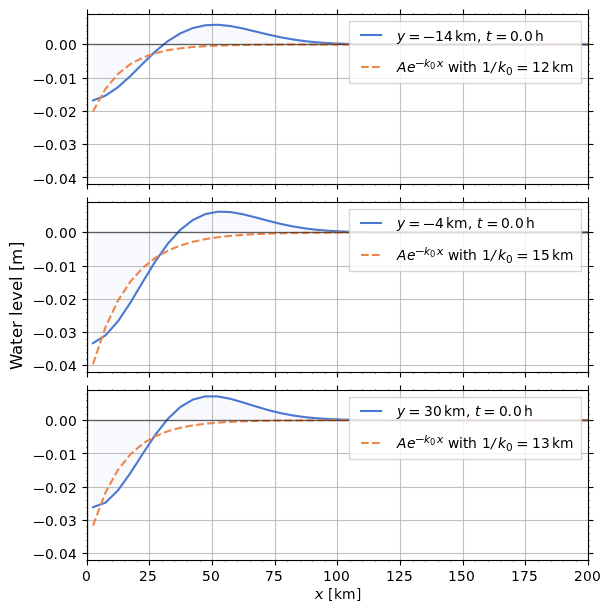 0.00
−0.01
−0.02
−0.03
−0.04
y = −14 km, t = 0.0 h
Ae^{−k₀x} with 1/k₀ = 12 km
0.00
−0.01
−0.02
−0.03
−0.04
y = −4 km, t = 0.0 h
Ae^{−k₀x} with 1/k₀ = 15 km
Water level [m]
0.00
−0.01
−0.02
−0.03
−0.04
y = 30 km, t = 0.0 h
Ae^{−k₀x} with 1/k₀ = 13 km
0 25 50 75 100 125 150 175 200
x [km]